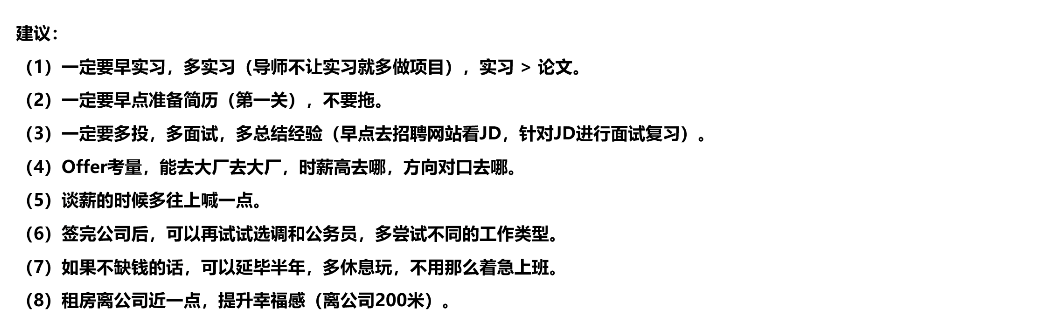 建议：
（1）一定要早实习，多实习（导师不让实习就多做项目），实习 > 论文。
（2）一定要早点准备简历（第一关），不要拖。
（3）一定要多投，多面试，多总结经验（早点去招聘网站看JD，针对JD进行面试复习）。
（4）Offer考量，能去大厂去大厂，时薪高去哪，方向对口去哪。
（5）谈薪的时候多往上喊一点。
（6）签完公司后，可以再试试选调和公务员，多尝试不同的工作类型。
（7）如果不缺钱的话，可以延毕半年，多休息玩，不用那么着急上班。
（8）租房离公司近一点，提升幸福感（离公司200米）。